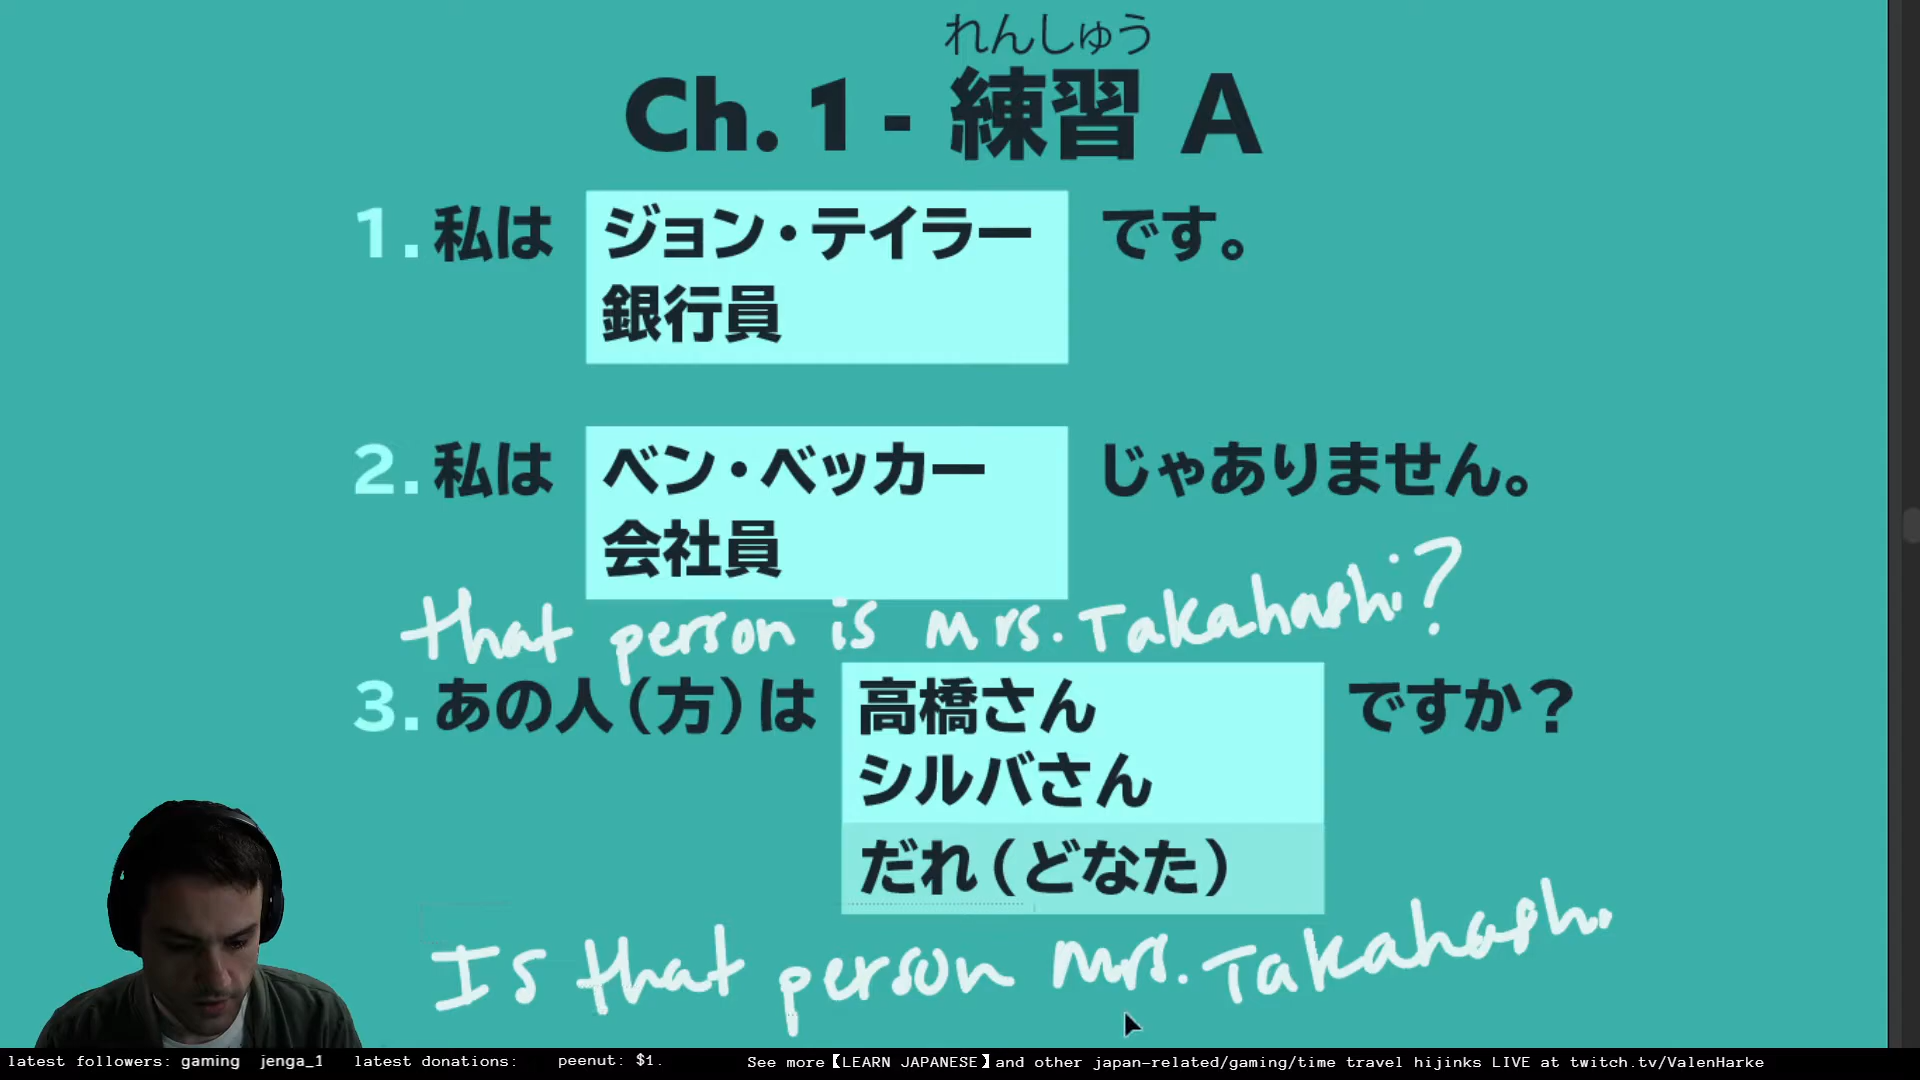 れんしゅう
Ch. 1 - 練習 A
1. 私は ジョン・テイラー です。
銀行員
2. 私は ベン・ベッカー じゃありません。
会社員
that person is Mrs. Takahashi?
3. あの人(方)は 高橋さん ですか?
シルバさん
だれ(どなた)
Is that person Mrs. Takahashi.
latest followers: gaming jenga_1 latest donations: peenut: $1. See more【LEARN JAPANESE】and other japan-related/gaming/time travel hijinks LIVE at twitch.tv/ValenHarke